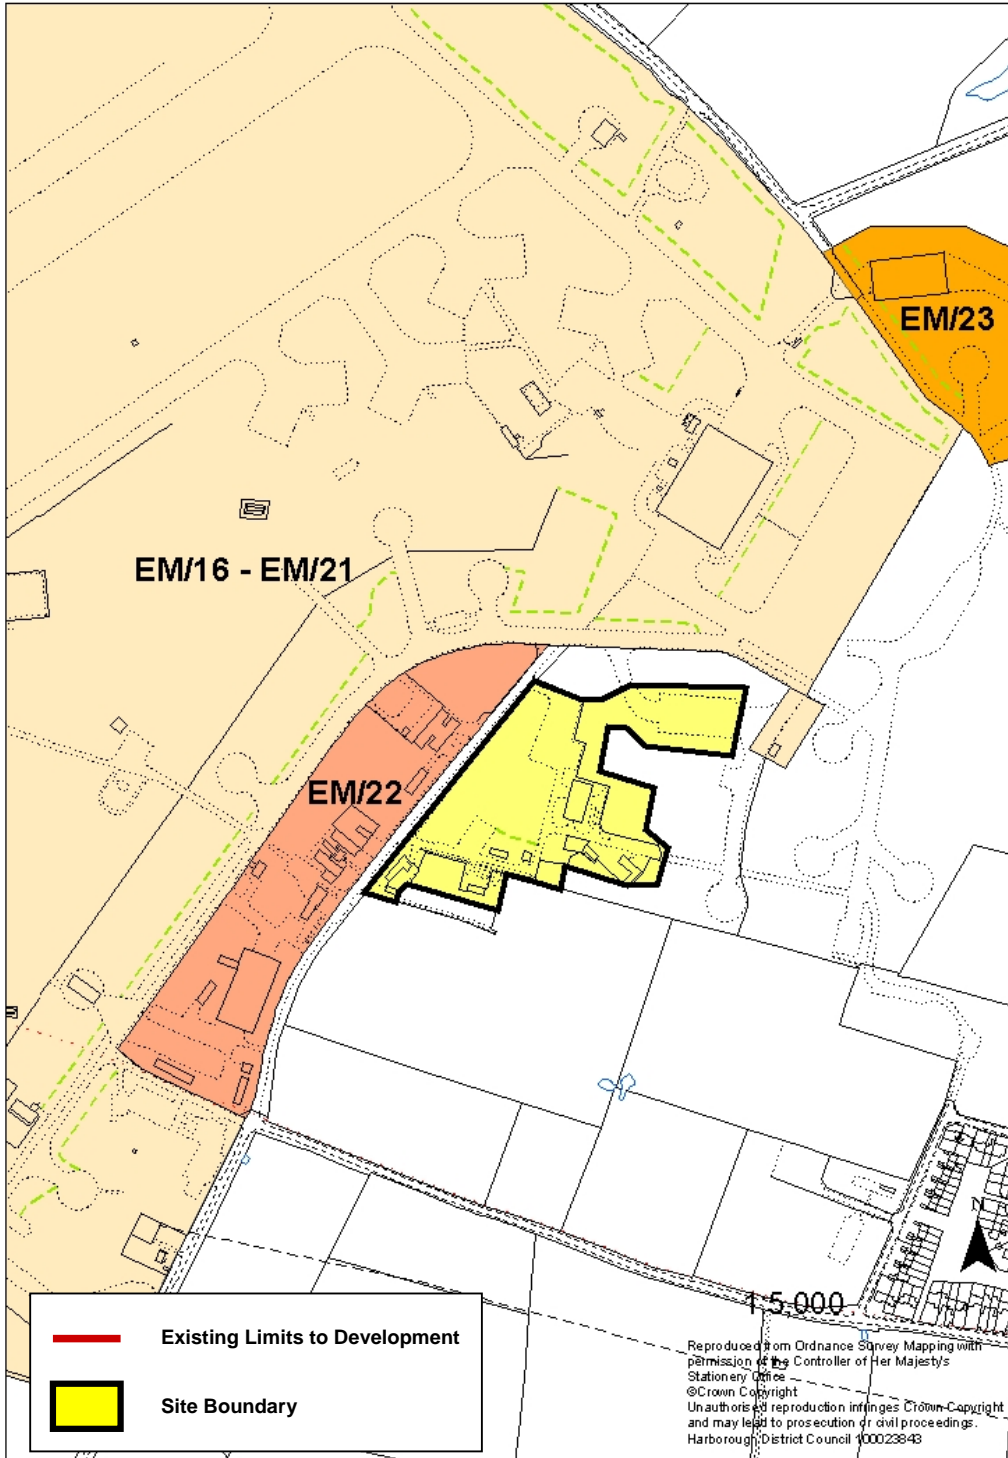 EM/23
EM/16 - EM/21
EM/22
N
1:5,000
Existing Limits to Development
Site Boundary
Reproduced from Ordnance Survey Mapping with
permission of the Controller of Her Majesty's
Stationery Office
©Crown Copyright
Unauthorised reproduction infringes Crown Copyright
and may lead to prosecution or civil proceedings.
Harborough District Council 100023843